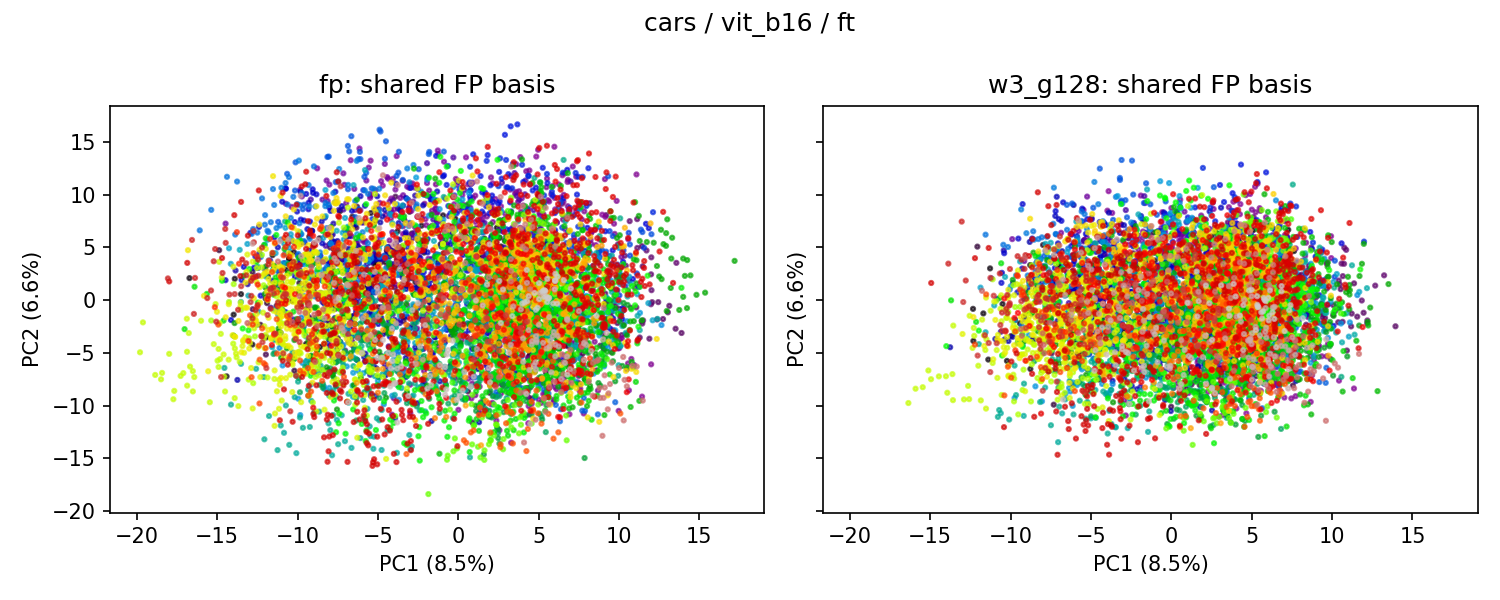 cars / vit_b16 / ft
fp: shared FP basis
w3_g128: shared FP basis
15
10
5
0
−5
−10
−15
−20
PC2 (6.6%)
PC2 (6.6%)
−20 −15 −10 −5 0 5 10 15
−20 −15 −10 −5 0 5 10 15
PC1 (8.5%)
PC1 (8.5%)